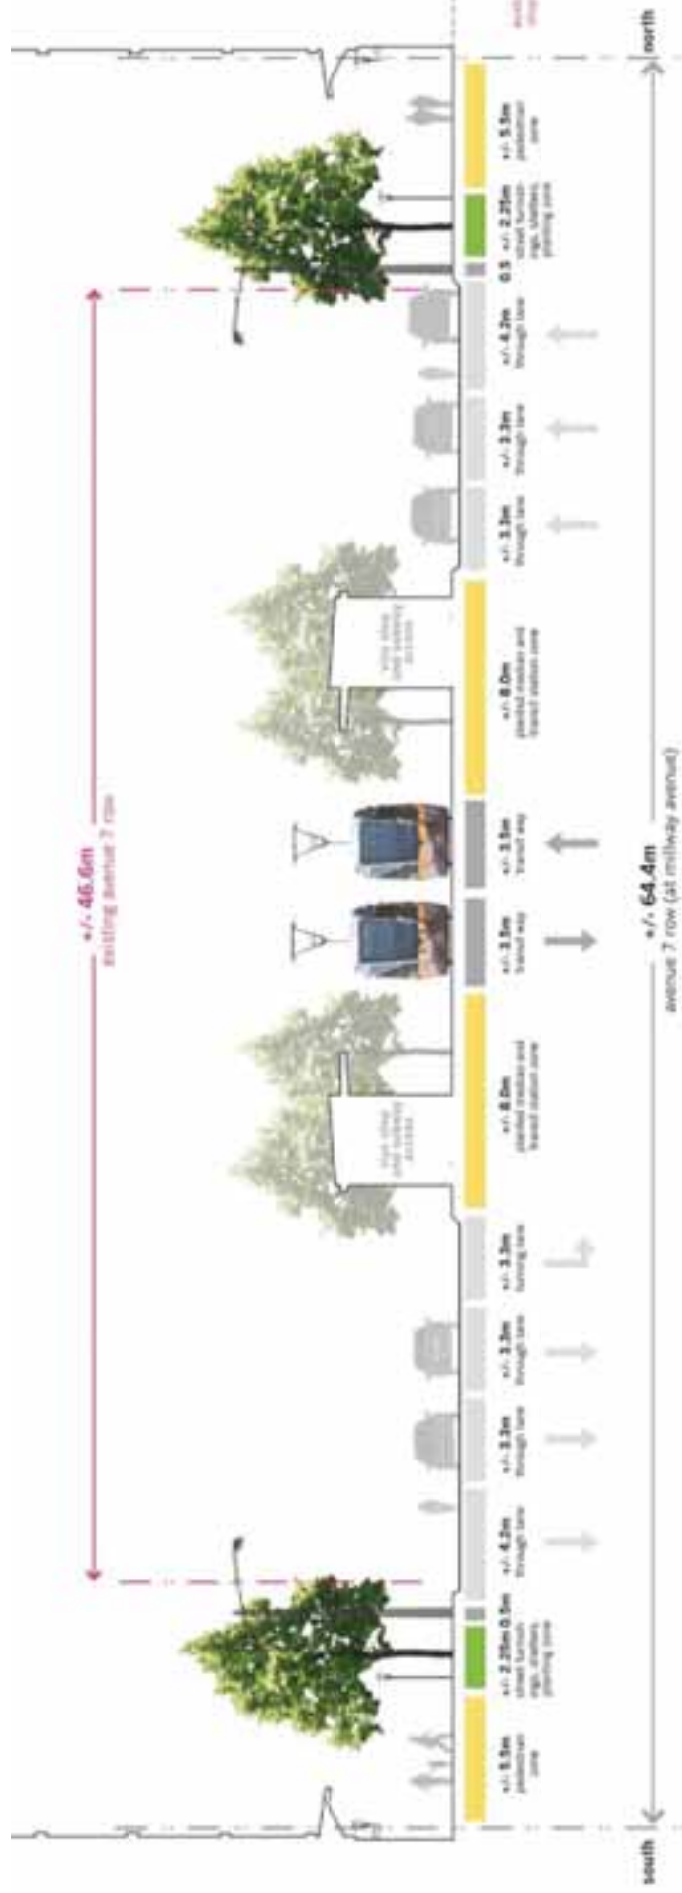 +/- 46.6m
existing avenue 7 row
tram stop
and subway
access
+/- 5.5m
pedestrian
zone
+/- 2.25m
street furnish-
ings, shelters,
planting zone
0.5m
+/- 4.2m
through lane
+/- 3.3m
through lane
+/- 3.3m
through lane
+/- 3.3m
turning lane
+/- 8.0m
planted median and
transit station zone
+/- 3.5m
transit way
+/- 3.5m
transit way
+/- 8.0m
planted median and
transit station zone
+/- 3.3m
through lane
+/- 3.3m
through lane
+/- 4.2m
through lane
0.5
+/- 2.25m
street furnish-
ings, shelters,
planting zone
+/- 5.5m
pedestrian
zone
south
+/- 64.4m
avenue 7 row (at millway avenue)
north